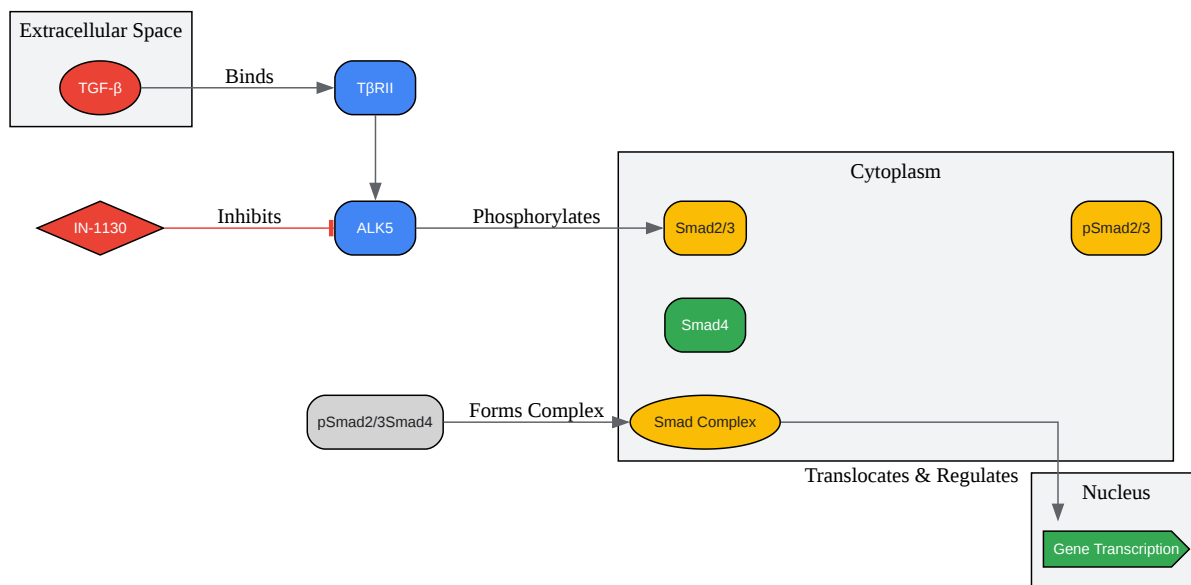 Extracellular Space
TGF-β
Binds
TβRII
Cytoplasm
IN-1130
Inhibits
ALK5
Phosphorylates
Smad2/3
pSmad2/3
Smad4
pSmad2/3Smad4
Forms Complex
Smad Complex
Translocates & Regulates
Nucleus
Gene Transcription